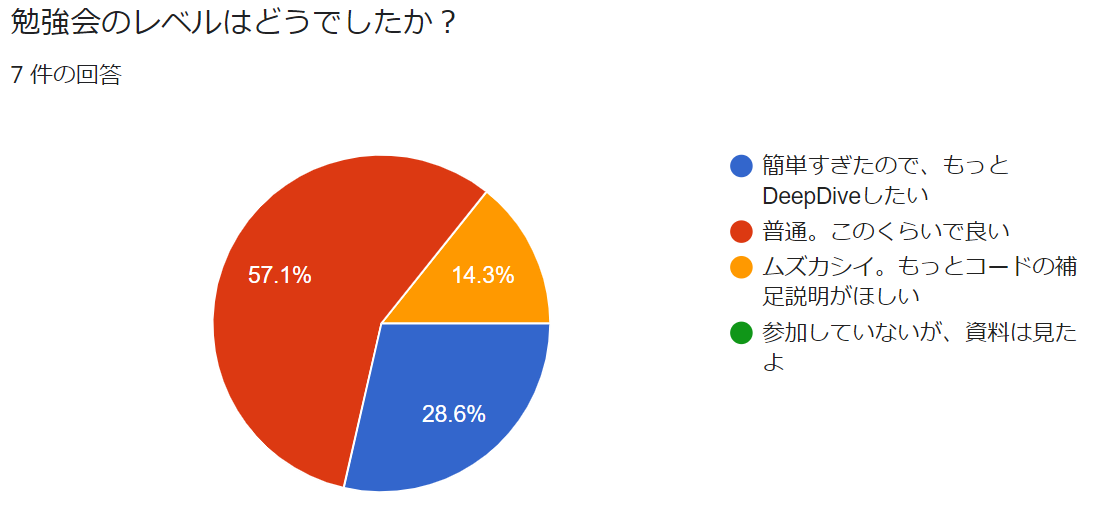 勉強会のレベルはどうでしたか？
7 件の回答
簡単すぎたので、もっと
DeepDiveしたい
普通。このくらいで良い
ムズカシイ。もっとコードの補
足説明がほしい
参加していないが、資料は見た
よ
57.1%
14.3%
28.6%